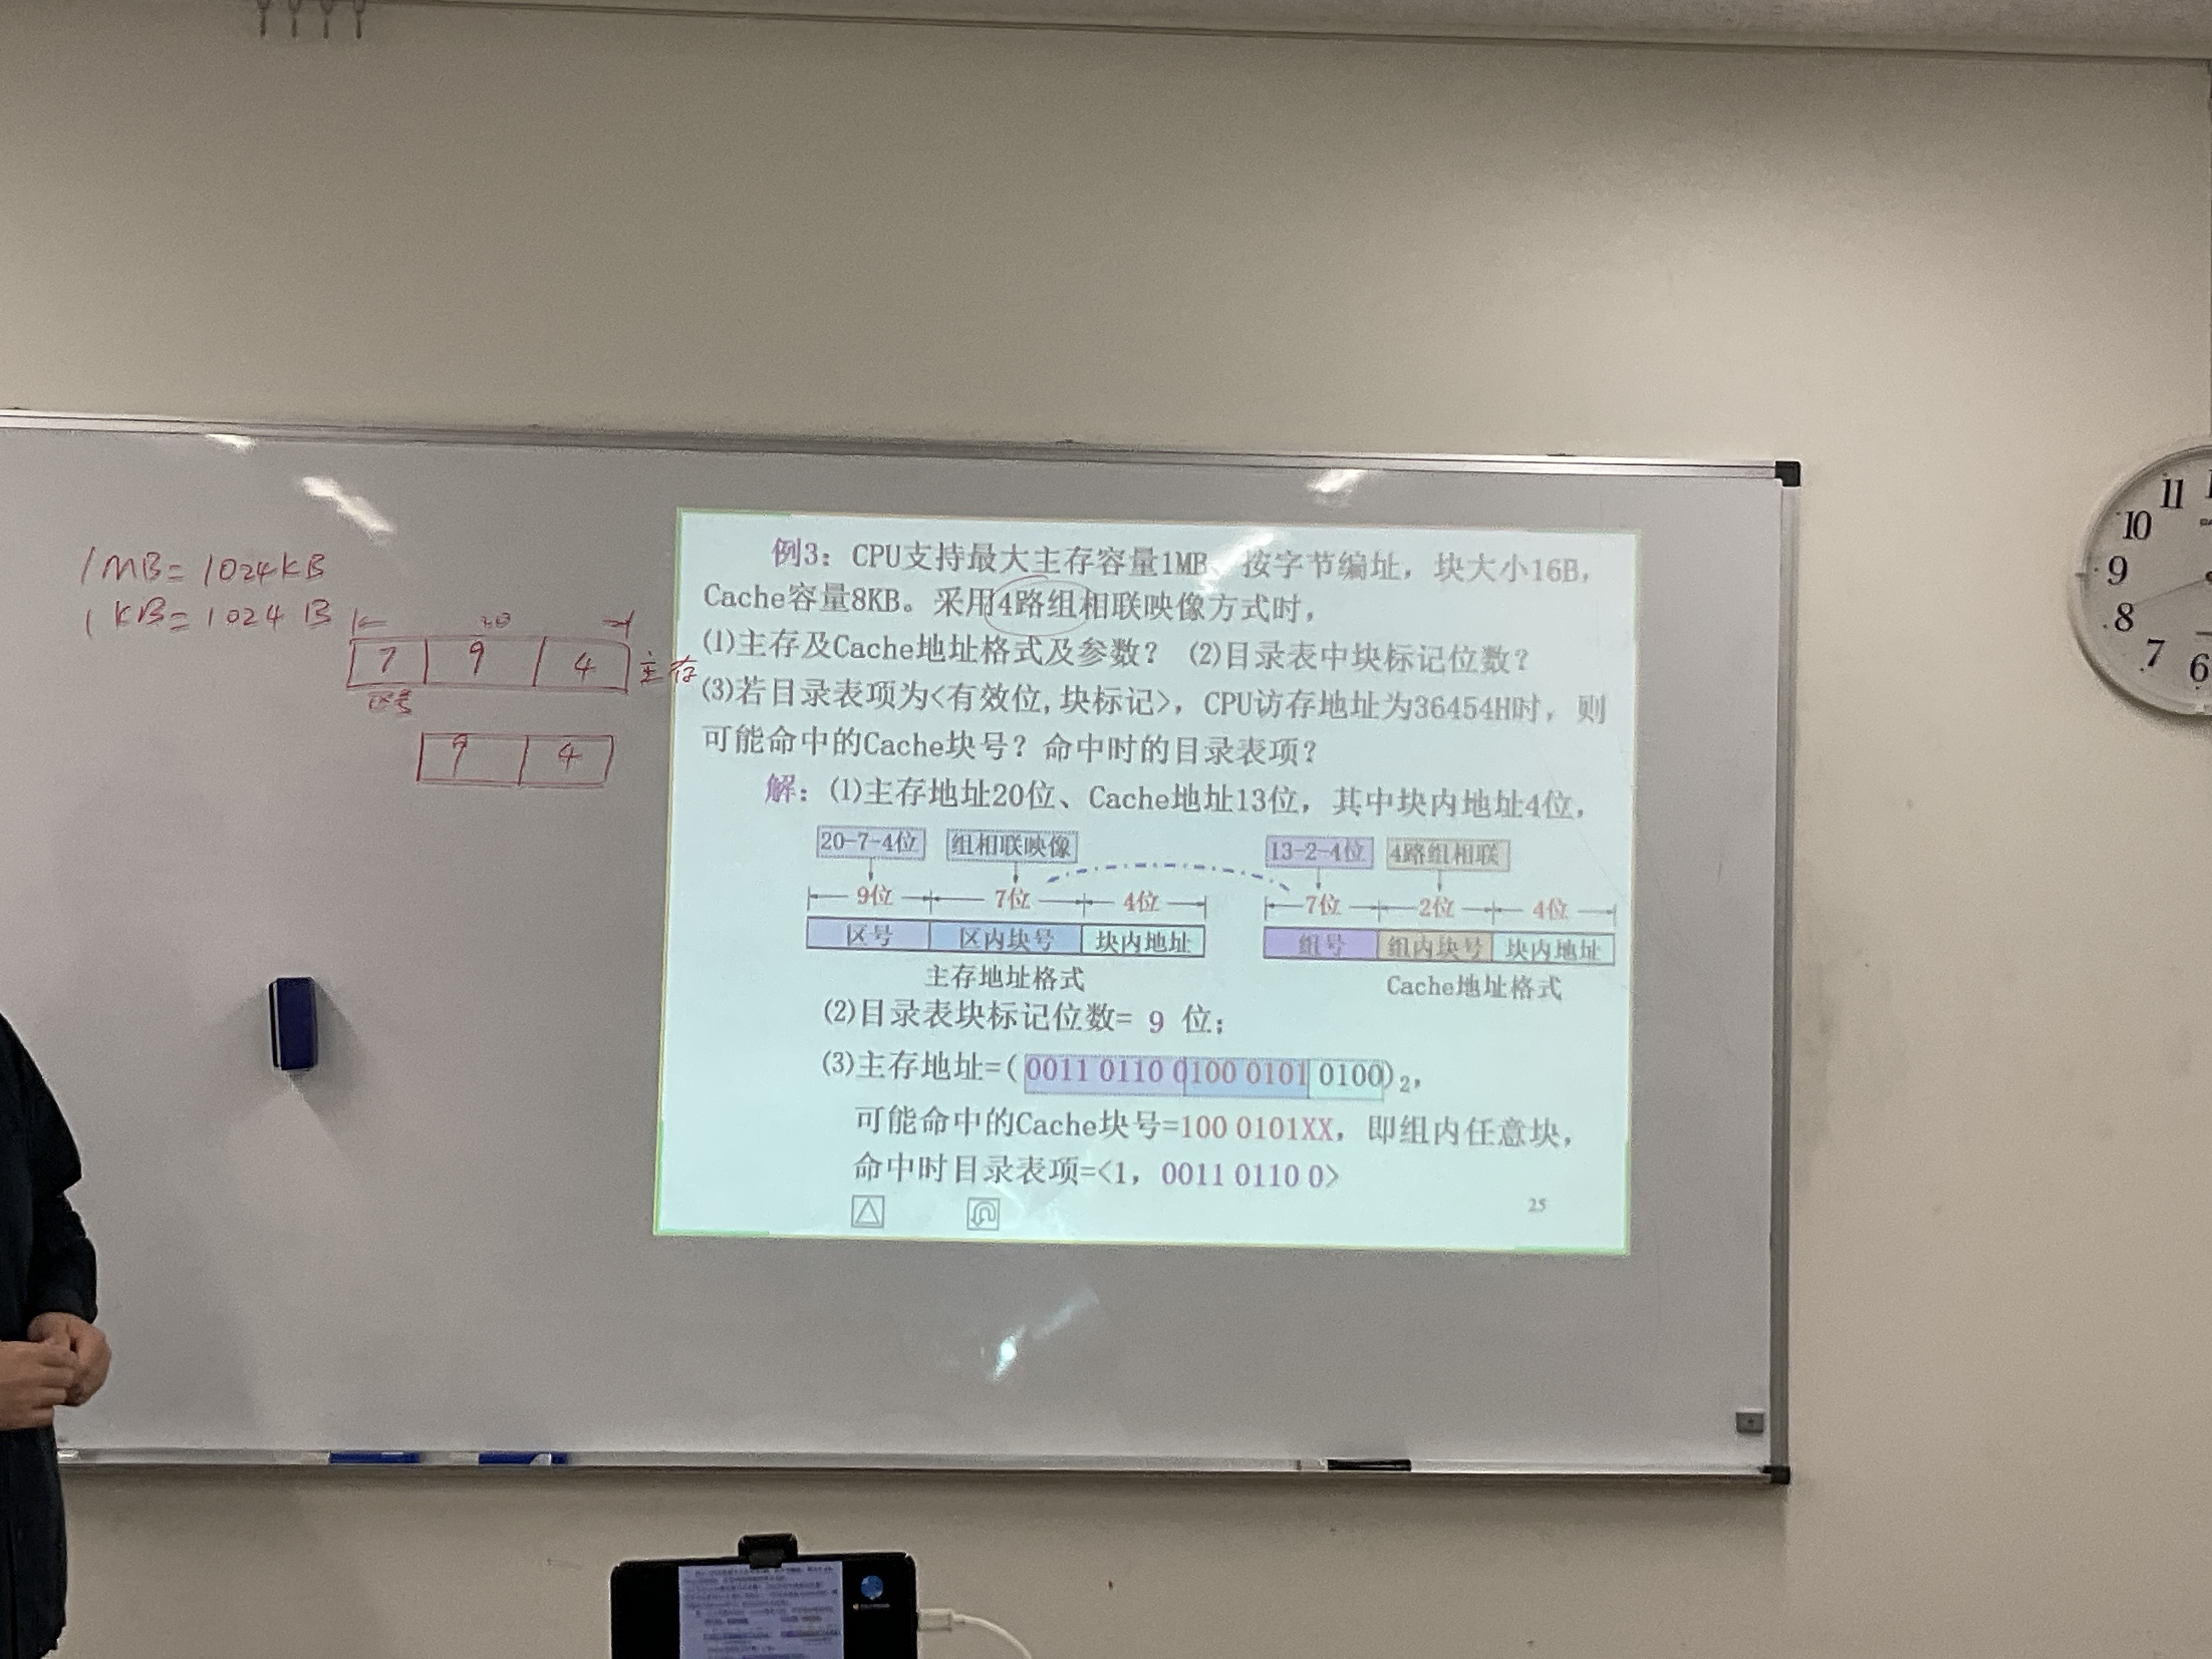 1MB=1024KB
1KB=1024B
20
7 9 4 主存
区号
9 4
例3：CPU支持最大主存容量1MB、按字节编址，块大小16B，
Cache容量8KB。采用4路组相联映像方式时，
(1)主存及Cache地址格式及参数？ (2)目录表中块标记位数？
(3)若目录表项为<有效位,块标记>，CPU访存地址为36454H时，则
可能命中的Cache块号？命中时的目录表项？
解：(1)主存地址20位、Cache地址13位，其中块内地址4位，
20-7-4位 组相联映像 13-2-4位 4路组相联
9位 7位 4位 7位 2位 4位
区号 区内块号 块内地址 组号 组内块号 块内地址
主存地址格式 Cache地址格式
(2)目录表块标记位数= 9 位；
(3)主存地址=(0011 0110 0100 0101 0100)2，
可能命中的Cache块号=100 0101XX，即组内任意块，
命中时目录表项=<1，0011 0110 0>
25
11
10
9
8
7
6